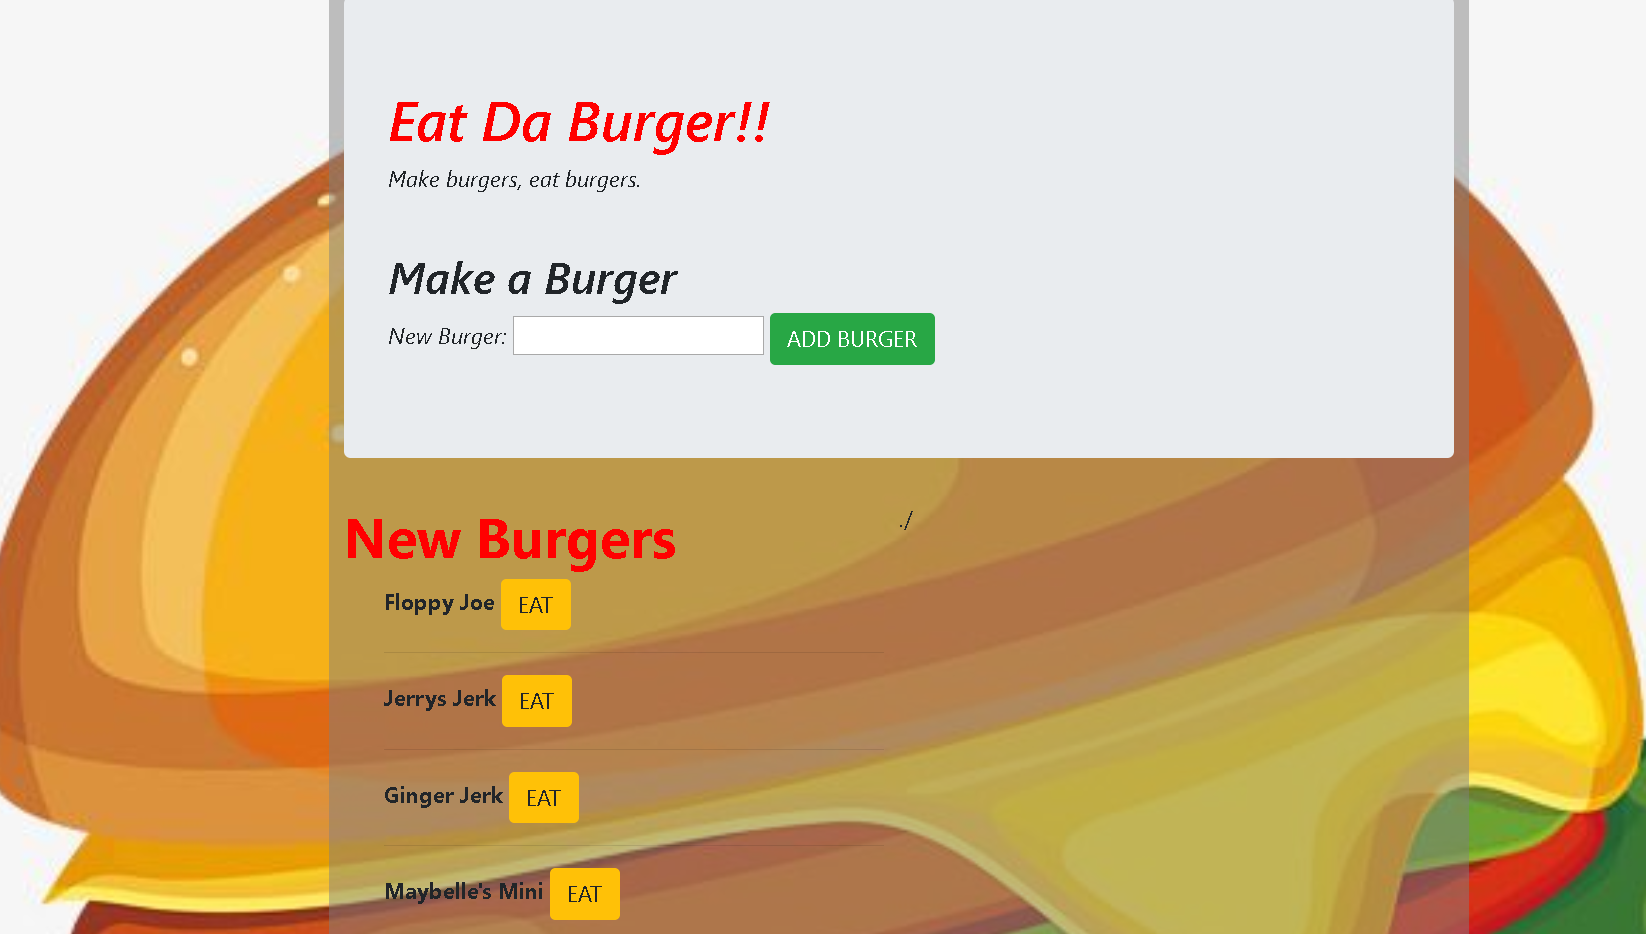 Eat Da Burger!!
Make burgers, eat burgers.
Make a Burger
New Burger: ADD BURGER
New Burgers
./
Floppy Joe EAT
Jerrys Jerk EAT
Ginger Jerk EAT
Maybelle's Mini EAT